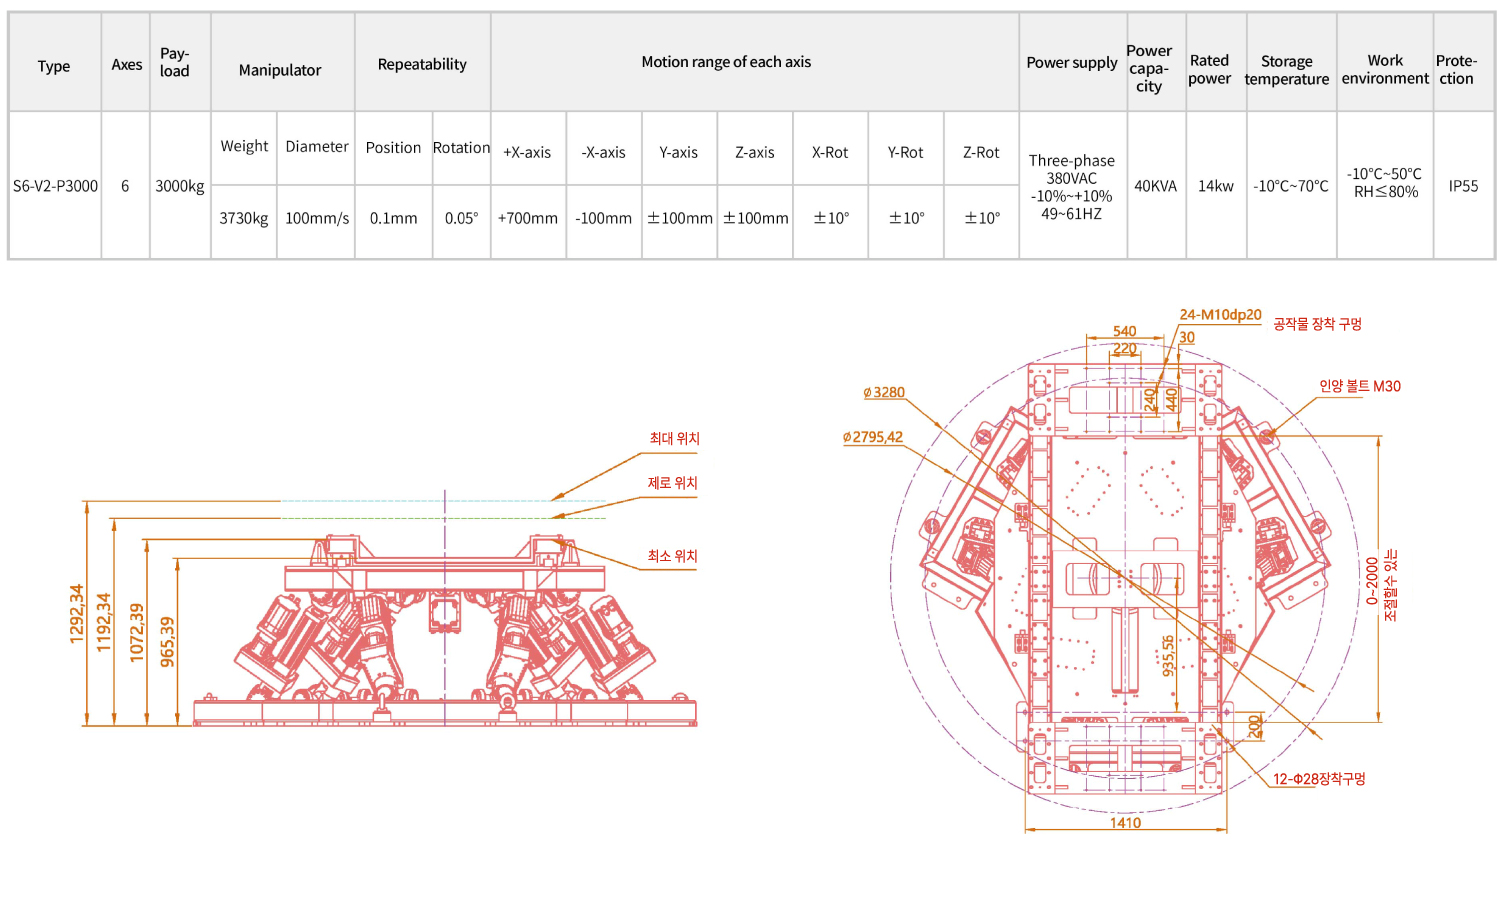 Type
Axes
Pay-
load
Manipulator
Repeatability
Motion range of each axis
Power supply
Power
capa-
city
Rated
power
Storage
temperature
Work
environment
Prote-
ction
S6-V2-P3000
6
3000kg
Weight
Diameter
Position
Rotation
+X-axis
-X-axis
Y-axis
Z-axis
X-Rot
Y-Rot
Z-Rot
3730kg
100mm/s
0.1mm
0.05°
+700mm
-100mm
±100mm
±100mm
±10°
±10°
±10°
Three-phase
380VAC
-10%~+10%
49~61HZ
40KVA
14kw
-10℃~70℃
-10℃~50℃
RH≤80%
IP55
최대 위치
제로 위치
최소 위치
1292,34
1192,34
1072,39
965,39
24-M10dp20
공작물 장착 구멍
540
220
30
240
440
인양 볼트 M30
ϕ3280
ϕ2795,42
0~2000
조절할수 있는
935,56
200
12-Φ28장착구멍
1410